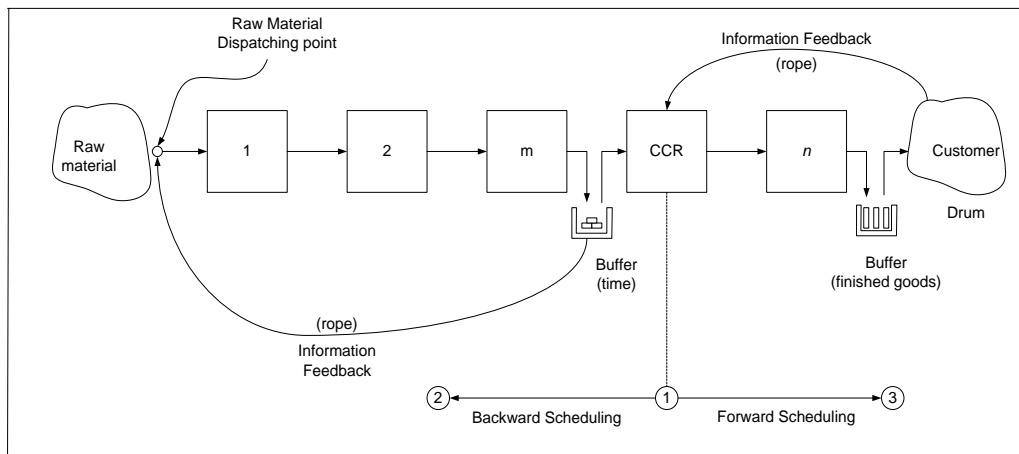 Raw Material
Dispatching point
Information Feedback
(rope)
Raw
material
1
2
m
CCR
n
Customer
Drum
Buffer
(time)
Buffer
(finished goods)
(rope)
Information
Feedback
2
1
3
Backward Scheduling
Forward Scheduling